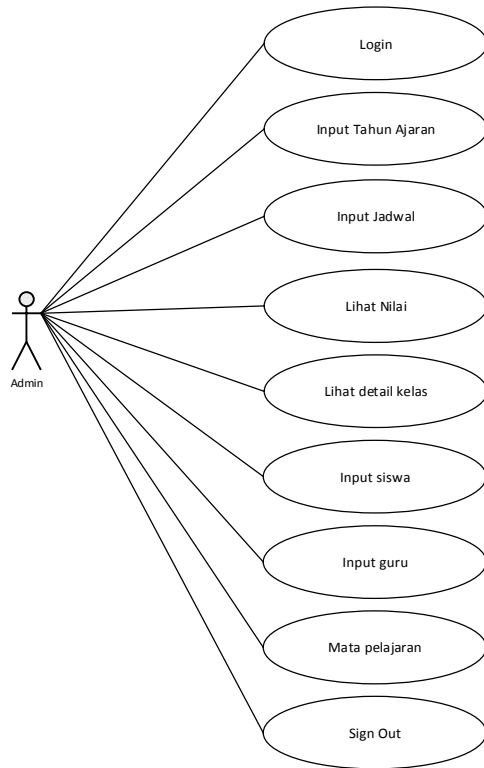 Login
Input Tahun Ajaran
Input Jadwal
Lihat Nilai
Admin
Lihat detail kelas
Input siswa
Input guru
Mata pelajaran
Sign Out